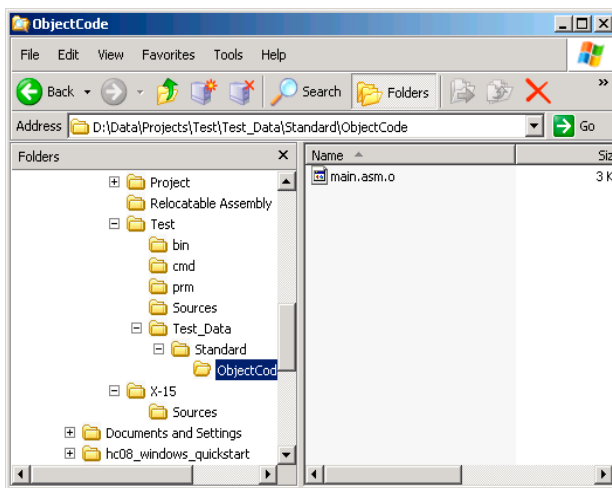 ObjectCode
File Edit View Favorites Tools Help
Back Search Folders »
Address D:\Data\Projects\Test\Test_Data\Standard\ObjectCode Go
Folders x
Name Siz
Project
Relocatable Assembly
Test
bin
cmd
prm
Sources
Test_Data
Standard
ObjectCod
X-15
Sources
Documents and Settings
hc08_windows_quickstart
main.asm.o 3 K